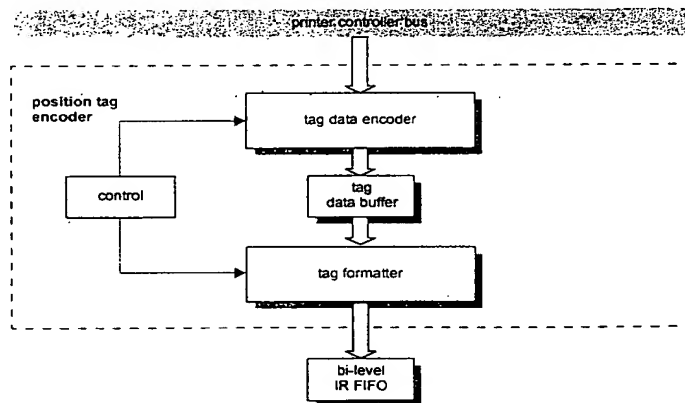 printer controller bus
position tag
encoder
tag data encoder
control
tag
data buffer
tag formatter
bi-level
IR FIFO